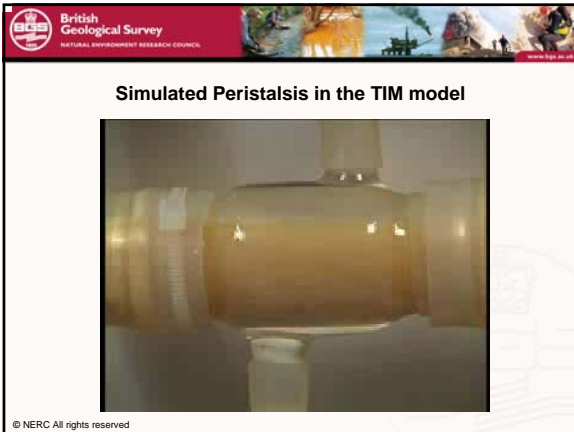 British
Geological Survey
NATURAL ENVIRONMENT RESEARCH COUNCIL
BGS
www.bgs.ac.uk
Simulated Peristalsis in the TIM model
© NERC All rights reserved